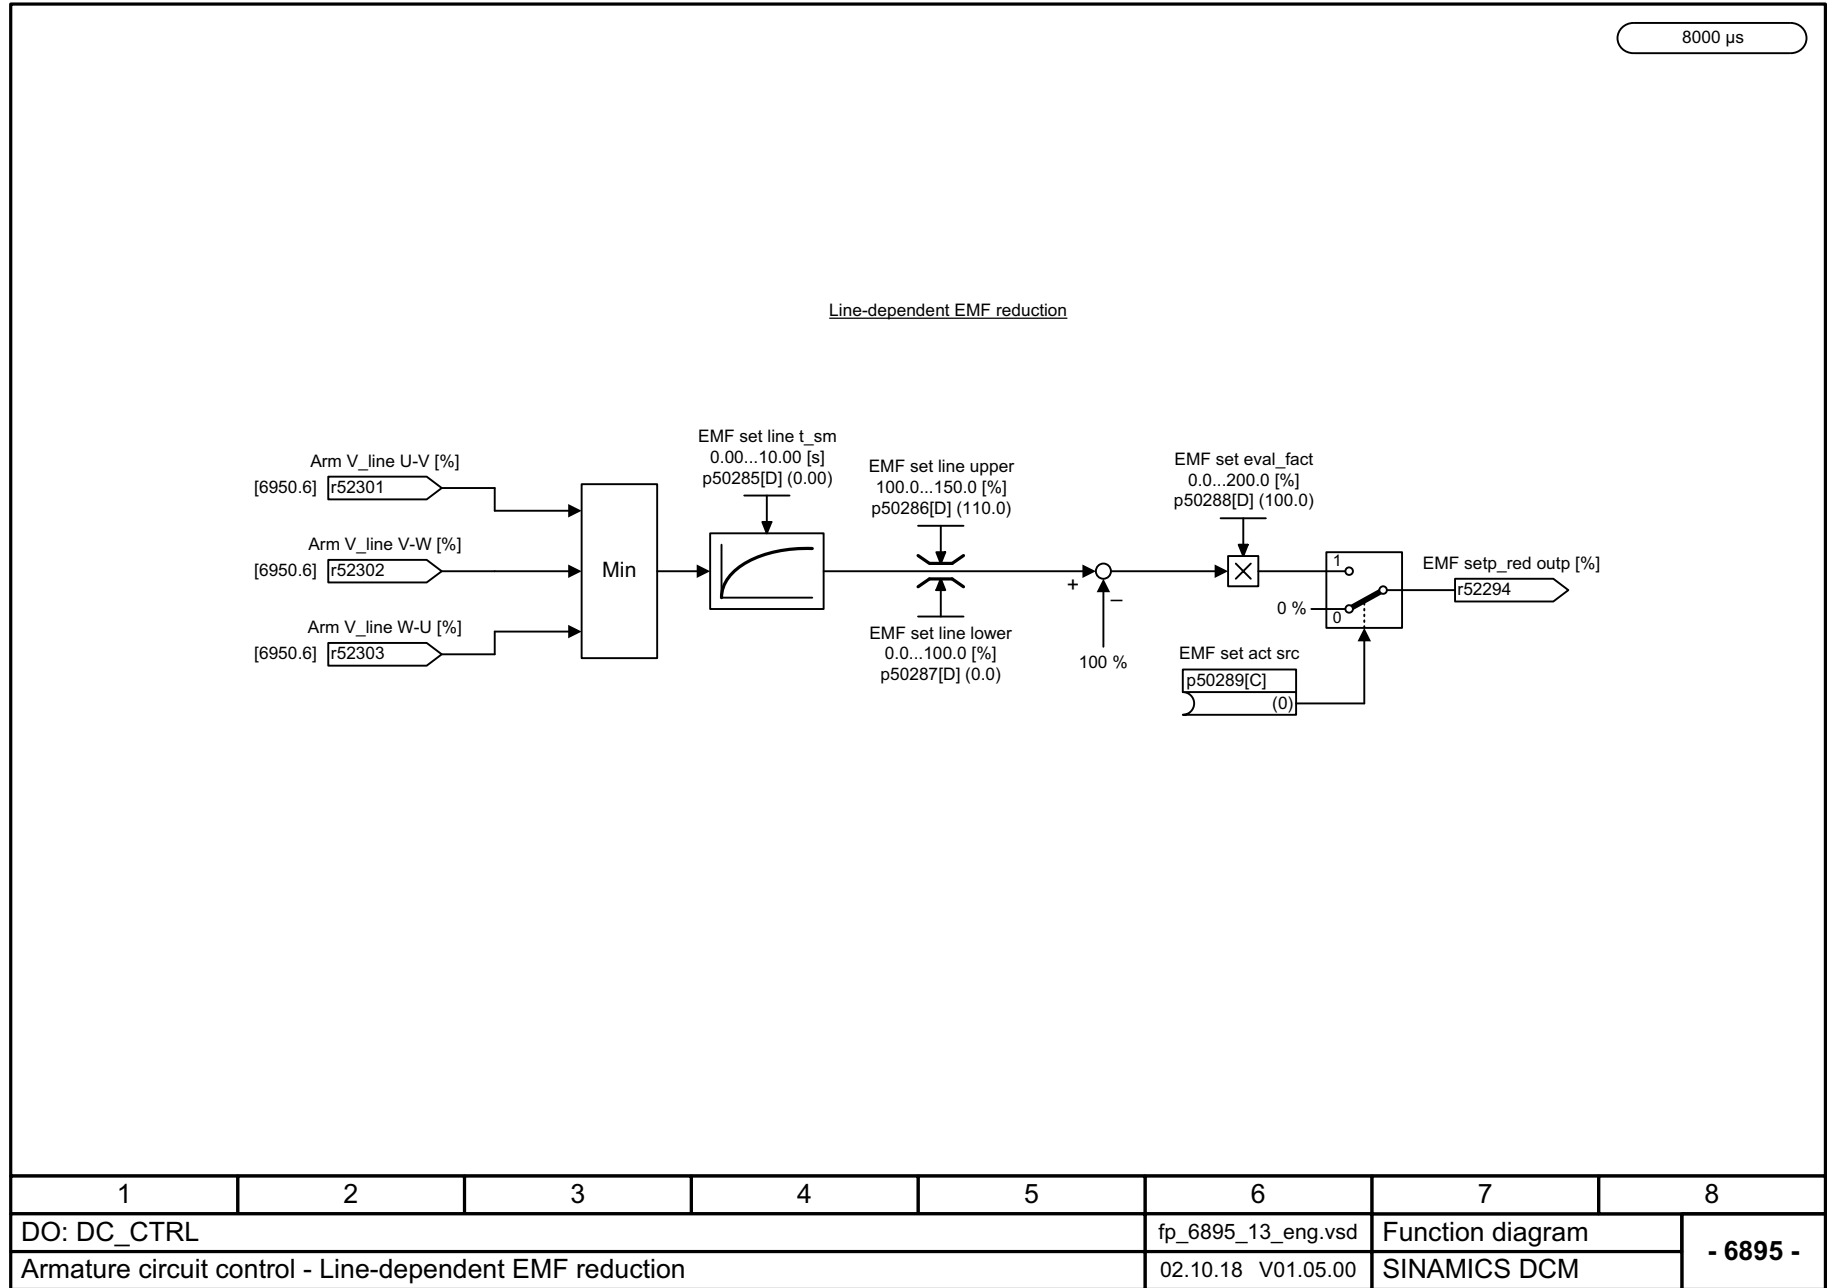 8000 µs
Line-dependent EMF reduction
Arm V_line U-V [%]
[6950.6] r52301
Arm V_line V-W [%]
[6950.6] r52302
Arm V_line W-U [%]
[6950.6] r52303
Min
EMF set line t_sm
0.00...10.00 [s]
p50285[D] (0.00)
EMF set line upper
100.0...150.0 [%]
p50286[D] (110.0)
EMF set line lower
0.0...100.0 [%]
p50287[D] (0.0)
+
–
100 %
EMF set eval_fact
0.0...200.0 [%]
p50288[D] (100.0)
1
0 %
0
EMF set act src
p50289[C]
(0)
EMF setp_red outp [%]
r52294
1 2 3 4 5 6 7 8
DO: DC_CTRL
fp_6895_13_eng.vsd
Function diagram
- 6895 -
Armature circuit control - Line-dependent EMF reduction
02.10.18 V01.05.00
SINAMICS DCM